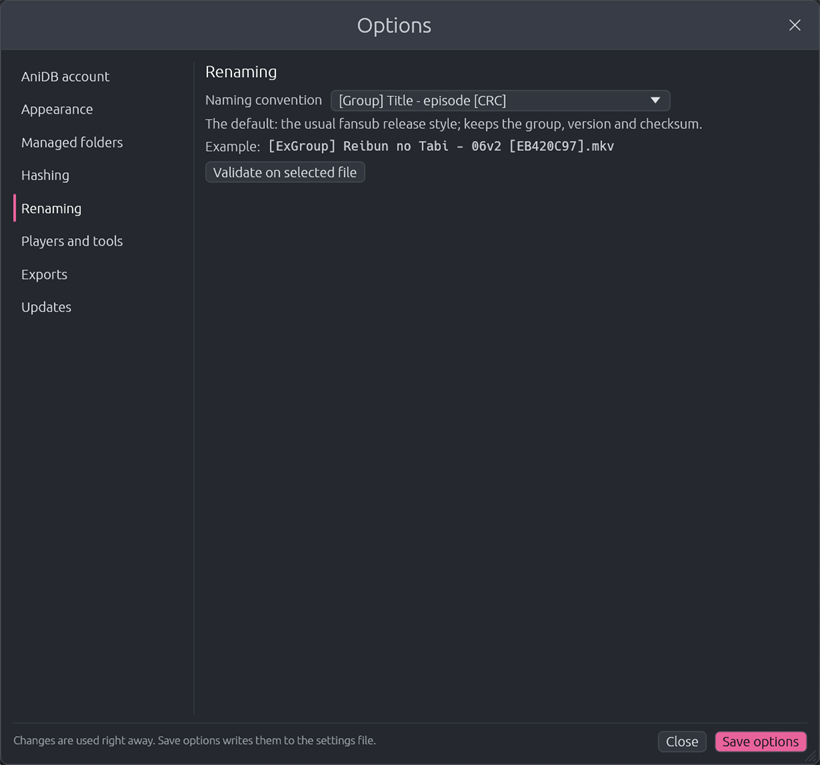 Options
AniDB account
Appearance
Managed folders
Hashing
Renaming
Players and tools
Exports
Updates
Renaming
Naming convention [Group] Title - episode [CRC]
The default: the usual fansub release style; keeps the group, version and checksum.
Example: [ExGroup] Reibun no Tabi - 06v2 [EB420C97].mkv
Validate on selected file
Changes are used right away. Save options writes them to the settings file.
Close
Save options